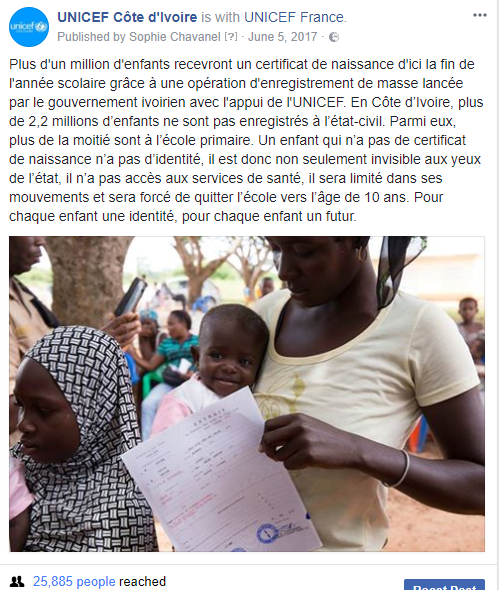 UNICEF Côte d'Ivoire is with UNICEF France.
Published by Sophie Chavanel [?] · June 5, 2017 ·
Plus d'un million d'enfants recevront un certificat de naissance d'ici la fin de
l'année scolaire grâce à une opération d'enregistrement de masse lancée
par le gouvernement ivoirien avec l'appui de l'UNICEF. En Côte d’Ivoire, plus
de 2,2 millions d’enfants ne sont pas enregistrés à l’état-civil. Parmi eux,
plus de la moitié sont à l’école primaire. Un enfant qui n’a pas de certificat
de naissance n’a pas d’identité, il est donc non seulement invisible aux yeux
de l’état, il n’a pas accès aux services de santé, il sera limité dans ses
mouvements et sera forcé de quitter l’école vers l’âge de 10 ans. Pour
chaque enfant une identité, pour chaque enfant un futur.
unicef
EXTRAIT
25,885 people reached
Boost Post